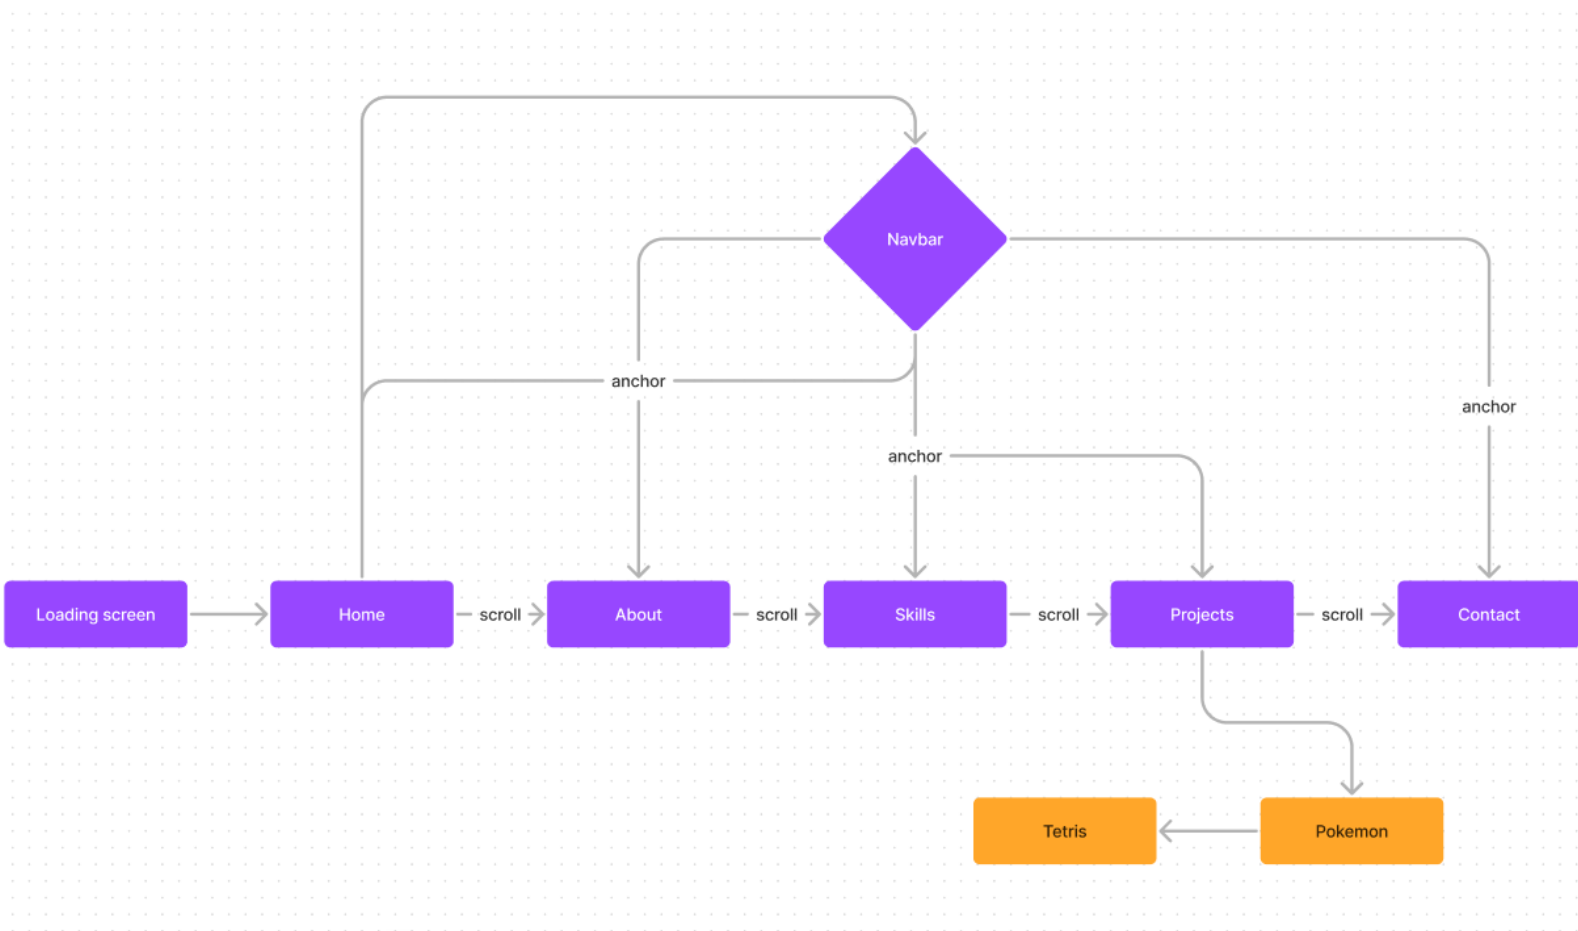 Navbar
anchor
anchor
anchor
Loading screen
Home
scroll
About
scroll
Skills
scroll
Projects
scroll
Contact
Tetris
Pokemon